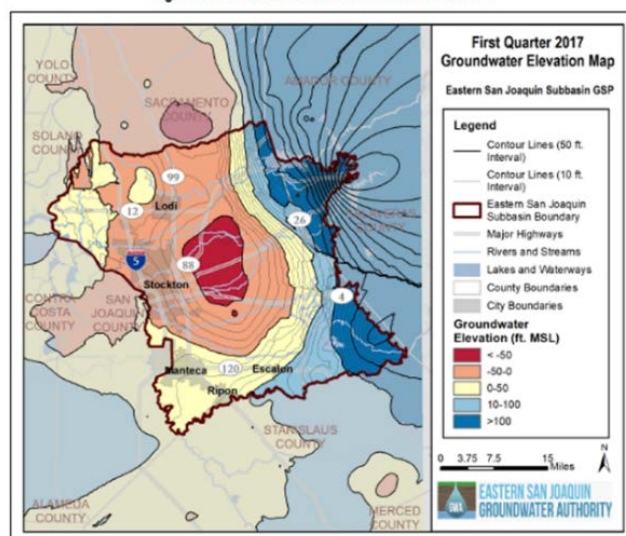 First Quarter 2017
Groundwater Elevation Map
Eastern San Joaquin Subbasin GSP
Legend
Contour Lines (50 ft.
Interval)
Contour Lines (10 ft.
Interval)
Eastern San Joaquin
Subbasin Boundary
Major Highways
Rivers and Streams
Lakes and Waterways
County Boundaries
City Boundaries
Groundwater
Elevation (ft. MSL)
< -50
-50-0
0-50
10-100
>100
N
0 3.75 7.5 15
Miles
GWA
EASTERN SAN JOAQUIN
GROUNDWATER AUTHORITY
YOLO
COUNTY
AMADOR COUNTY
SACRAMENTO
COUNTY
SOLANO
COUNTY
99
12
Lodi
26
CALAVERAS
COUNTY
5
88
Stockton
4
CONTRA
COSTA
COUNTY
SAN
JOAQUIN
COUNTY
Manteca
120
Escalon
Ripon
STANISLAUS
COUNTY
ALAMEDA
COUNTY
MERCED
COUNTY